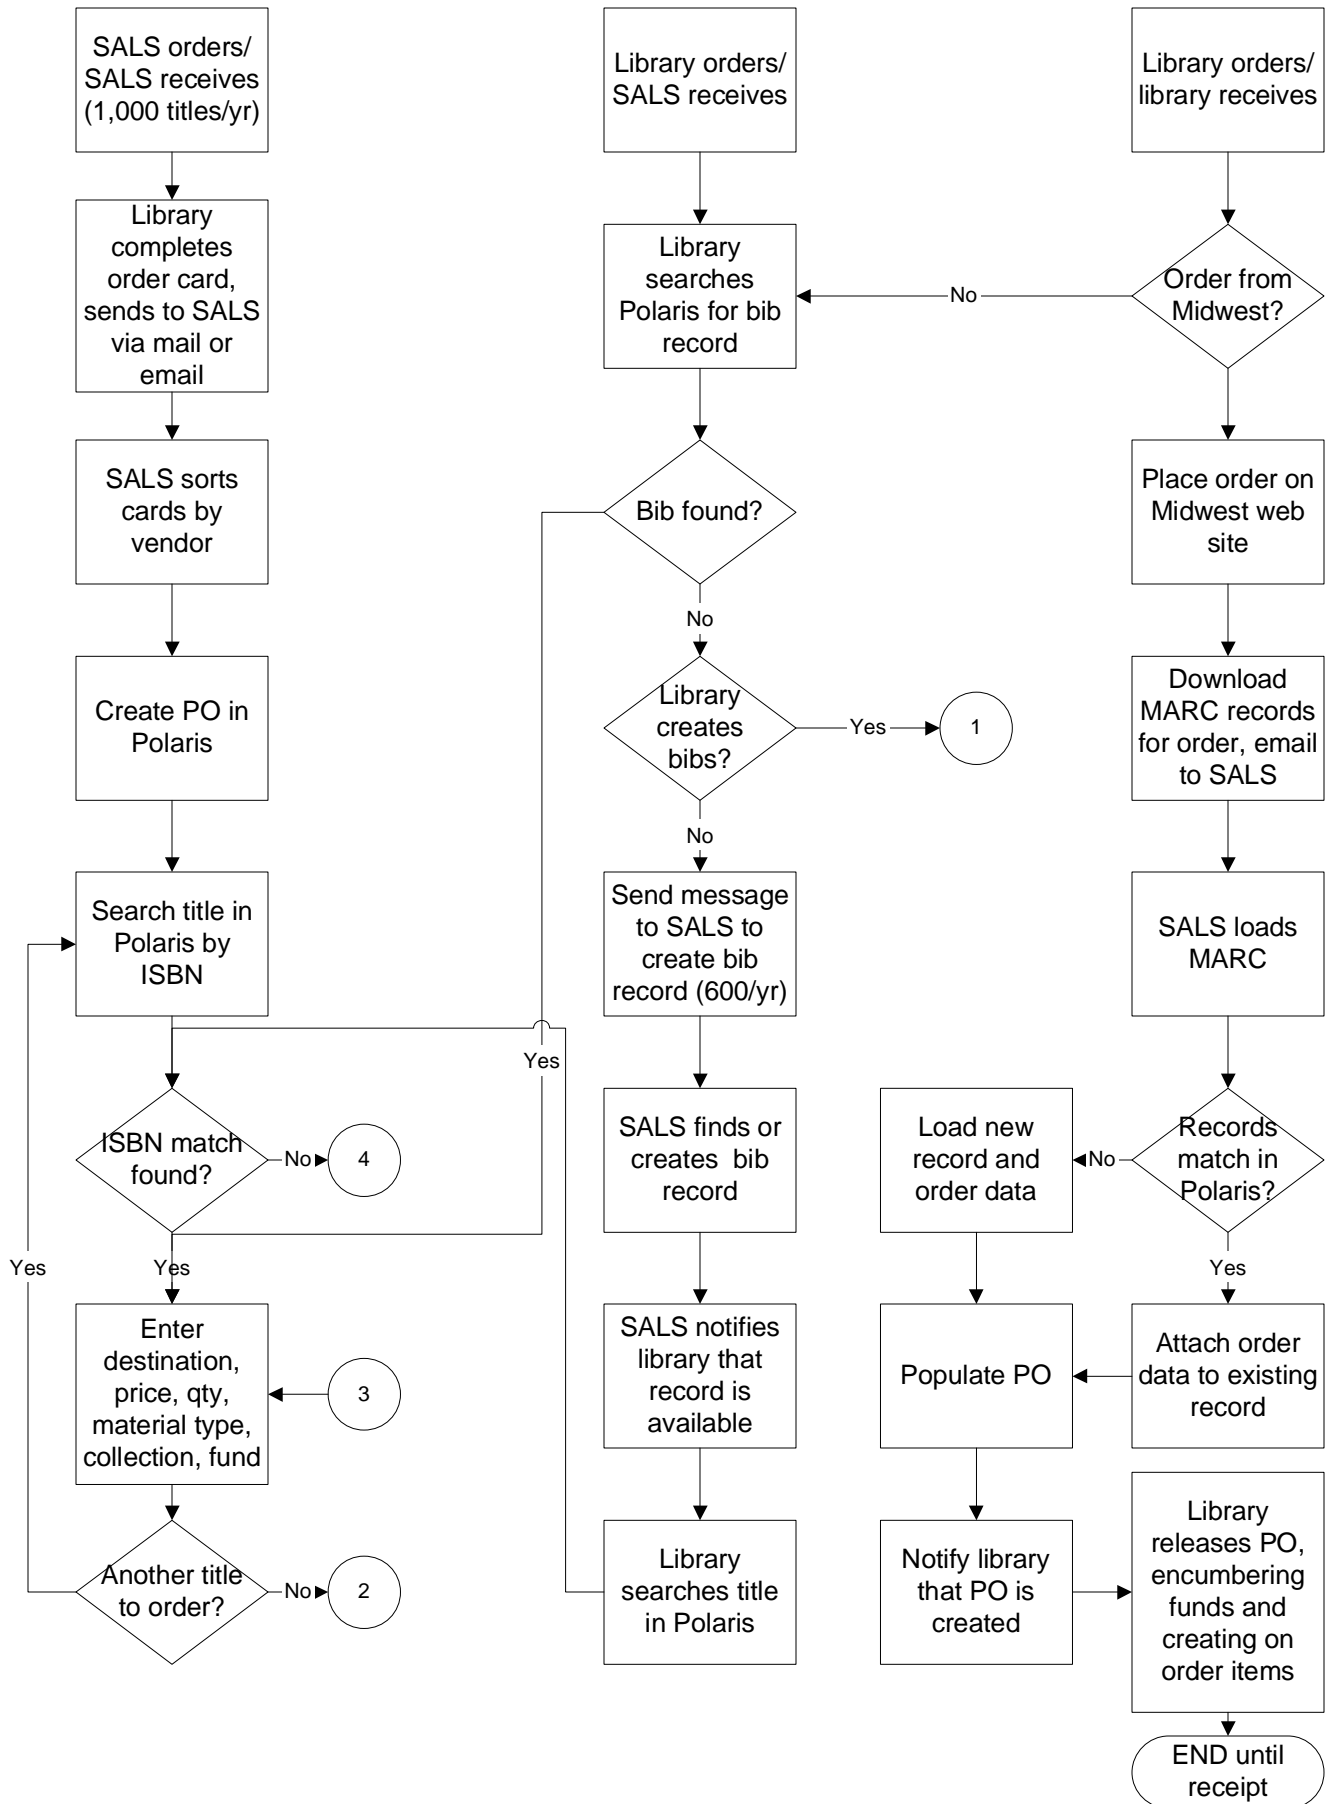 SALS orders/
SALS receives
(1,000 titles/yr)
Library
completes
order card,
sends to SALS
via mail or
email
SALS sorts
cards by
vendor
Create PO in
Polaris
Search title in
Polaris by
ISBN
ISBN match
found?
No
4
Yes
Yes
Enter
destination,
price, qty,
material type,
collection, fund
3
Another title
to order?
No
2
Library orders/
SALS receives
Library
searches
Polaris for bib
record
Bib found?
Yes
No
Library
creates
bibs?
Yes
1
No
Send message
to SALS to
create bib
record (600/yr)
SALS finds or
creates bib
record
SALS notifies
library that
record is
available
Library
searches title
in Polaris
Library orders/
library receives
Order from
Midwest?
No
Place order on
Midwest web
site
Download
MARC records
for order, email
to SALS
SALS loads
MARC
Records
match in
Polaris?
No
Load new
record and
order data
Yes
Attach order
data to existing
record
Populate PO
Notify library
that PO is
created
Library
releases PO,
encumbering
funds and
creating on
order items
END until
receipt